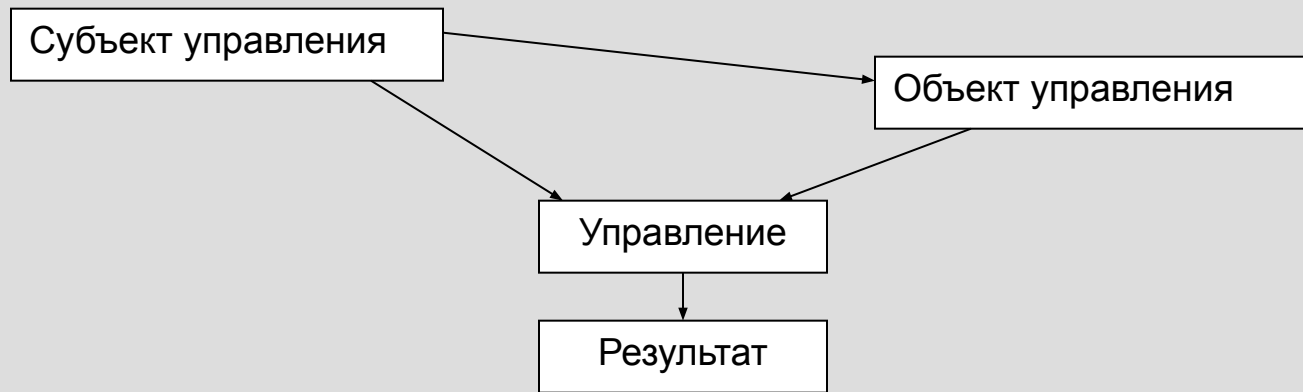 Субъект управления
Объект управления
Управление
Результат